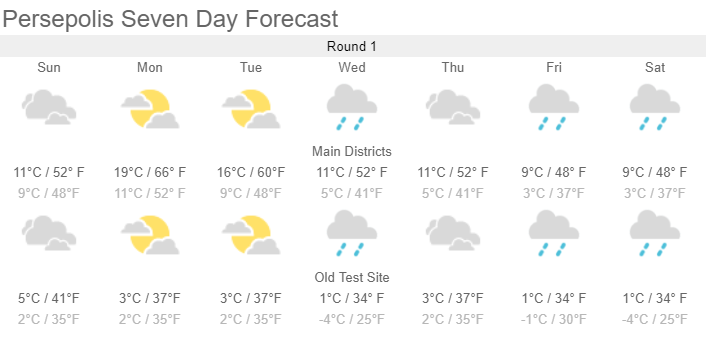 Persepolis Seven Day Forecast
Round 1
Sun Mon Tue Wed Thu Fri Sat
Main Districts
11°C / 52° F 19°C / 66° F 16°C / 60°F 11°C / 52° F 11°C / 52° F 9°C / 48° F 9°C / 48° F
9°C / 48°F 11°C / 52° F 9°C / 48°F 5°C / 41°F 5°C / 41°F 3°C / 37°F 3°C / 37°F
Old Test Site
5°C / 41°F 3°C / 37°F 3°C / 37°F 1°C / 34° F 3°C / 37°F 1°C / 34° F 1°C / 34° F
2°C / 35°F 2°C / 35°F 2°C / 35°F -4°C / 25°F 2°C / 35°F -1°C / 30°F -4°C / 25°F